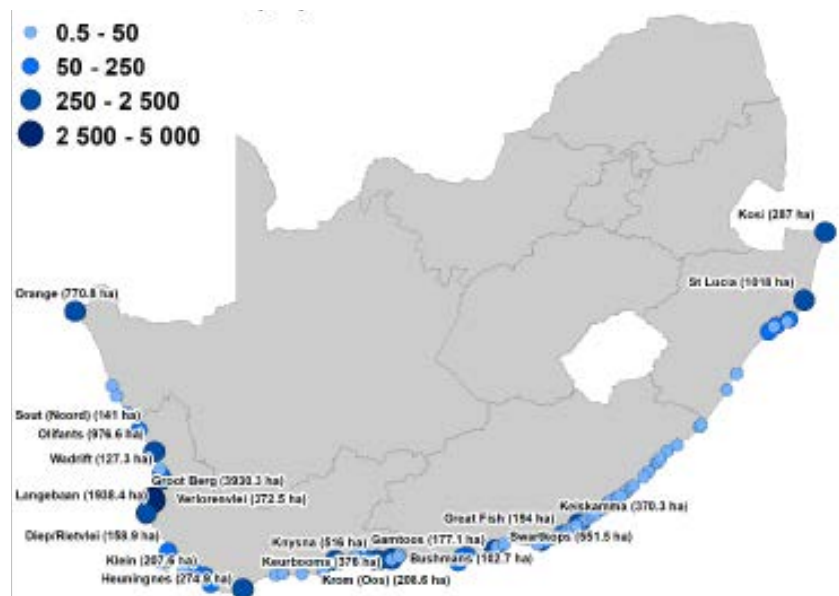 0.5 - 50
50 - 250
250 - 2 500
2 500 - 5 000
Kosi (287 ha)
St Lucia (1018 ha)
Orange (770.8 ha)
Sout (Noord) (141 ha)
Olifants (976.6 ha)
Wadrift (127.3 ha)
Groot Berg (3930.3 ha)
Langebaan (1938.4 ha)
Verlorenvlei (272.5 ha)
Keiskamma (370.3 ha)
Great Fish (194 ha)
Diep/Rietvlei (158.9 ha)
Knysna (516 ha)
Gamtoos (177.1 ha)
Swartkops (551.5 ha)
Klein (207.6 ha)
Keurbooms (376 ha)
Bushmans (102.7 ha)
Heuningnes (274.9 ha)
Krom (Oos) (208.6 ha)